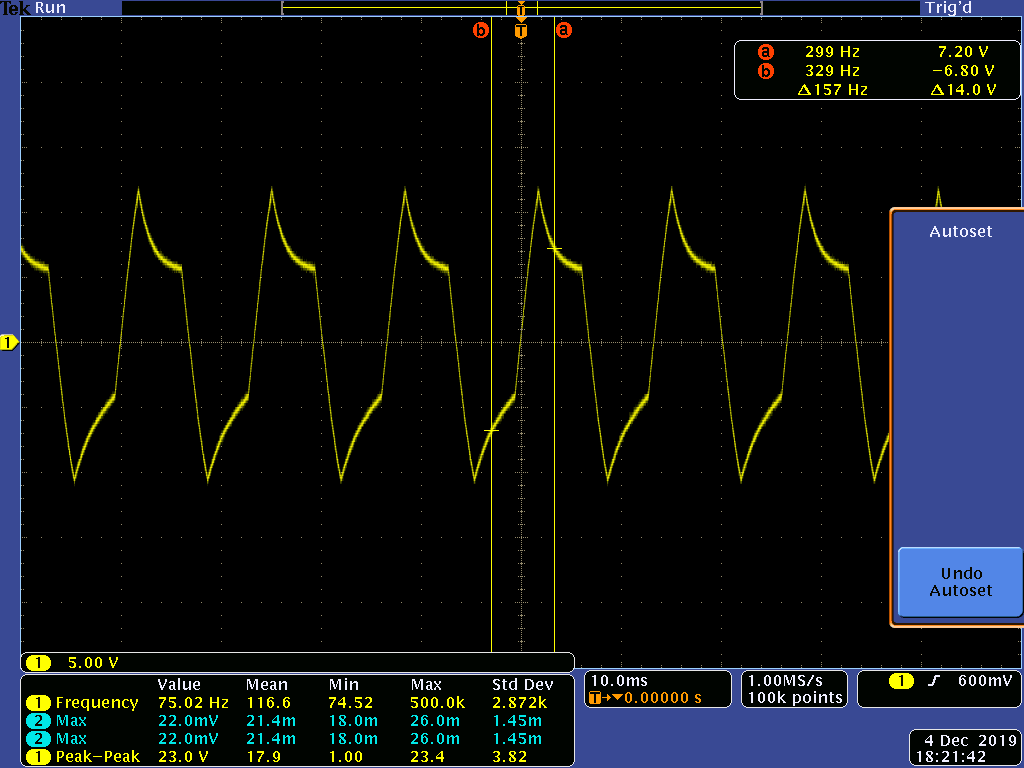 Tek Run Trig'd
T
b T a
a 299 Hz 7.20 V
b 329 Hz −6.80 V
Δ157 Hz Δ14.0 V
Autoset
1
Undo
Autoset
1 5.00 V
Value Mean Min Max Std Dev
1 Frequency 75.02 Hz 116.6 74.52 500.0k 2.872k
2 Max 22.0mV 21.4m 18.0m 26.0m 1.45m
2 Max 22.0mV 21.4m 18.0m 26.0m 1.45m
1 Peak−Peak 23.0 V 17.9 1.00 23.4 3.82
10.0ms
T→▼0.00000 s
1.00MS/s
100k points
1 600mV
4 Dec 2019
18:21:42